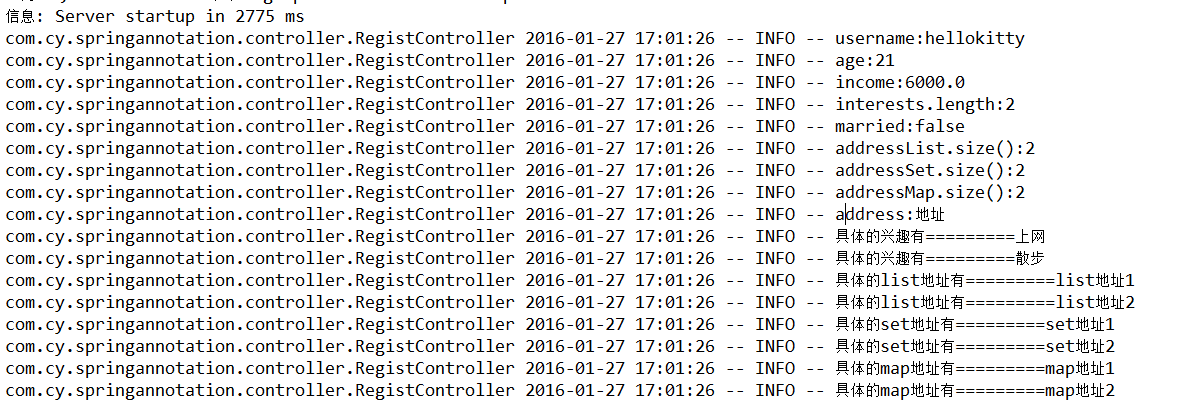 信息: Server startup in 2775 ms
com.cy.springannotation.controller.RegistController 2016-01-27 17:01:26 -- INFO -- username:hellokitty
com.cy.springannotation.controller.RegistController 2016-01-27 17:01:26 -- INFO -- age:21
com.cy.springannotation.controller.RegistController 2016-01-27 17:01:26 -- INFO -- income:6000.0
com.cy.springannotation.controller.RegistController 2016-01-27 17:01:26 -- INFO -- interests.length:2
com.cy.springannotation.controller.RegistController 2016-01-27 17:01:26 -- INFO -- married:false
com.cy.springannotation.controller.RegistController 2016-01-27 17:01:26 -- INFO -- addressList.size():2
com.cy.springannotation.controller.RegistController 2016-01-27 17:01:26 -- INFO -- addressSet.size():2
com.cy.springannotation.controller.RegistController 2016-01-27 17:01:26 -- INFO -- addressMap.size():2
com.cy.springannotation.controller.RegistController 2016-01-27 17:01:26 -- INFO -- address:地址
com.cy.springannotation.controller.RegistController 2016-01-27 17:01:26 -- INFO -- 具体的兴趣有=========上网
com.cy.springannotation.controller.RegistController 2016-01-27 17:01:26 -- INFO -- 具体的兴趣有=========散步
com.cy.springannotation.controller.RegistController 2016-01-27 17:01:26 -- INFO -- 具体的list地址有=========list地址1
com.cy.springannotation.controller.RegistController 2016-01-27 17:01:26 -- INFO -- 具体的list地址有=========list地址2
com.cy.springannotation.controller.RegistController 2016-01-27 17:01:26 -- INFO -- 具体的set地址有=========set地址1
com.cy.springannotation.controller.RegistController 2016-01-27 17:01:26 -- INFO -- 具体的set地址有=========set地址2
com.cy.springannotation.controller.RegistController 2016-01-27 17:01:26 -- INFO -- 具体的map地址有=========map地址1
com.cy.springannotation.controller.RegistController 2016-01-27 17:01:26 -- INFO -- 具体的map地址有=========map地址2